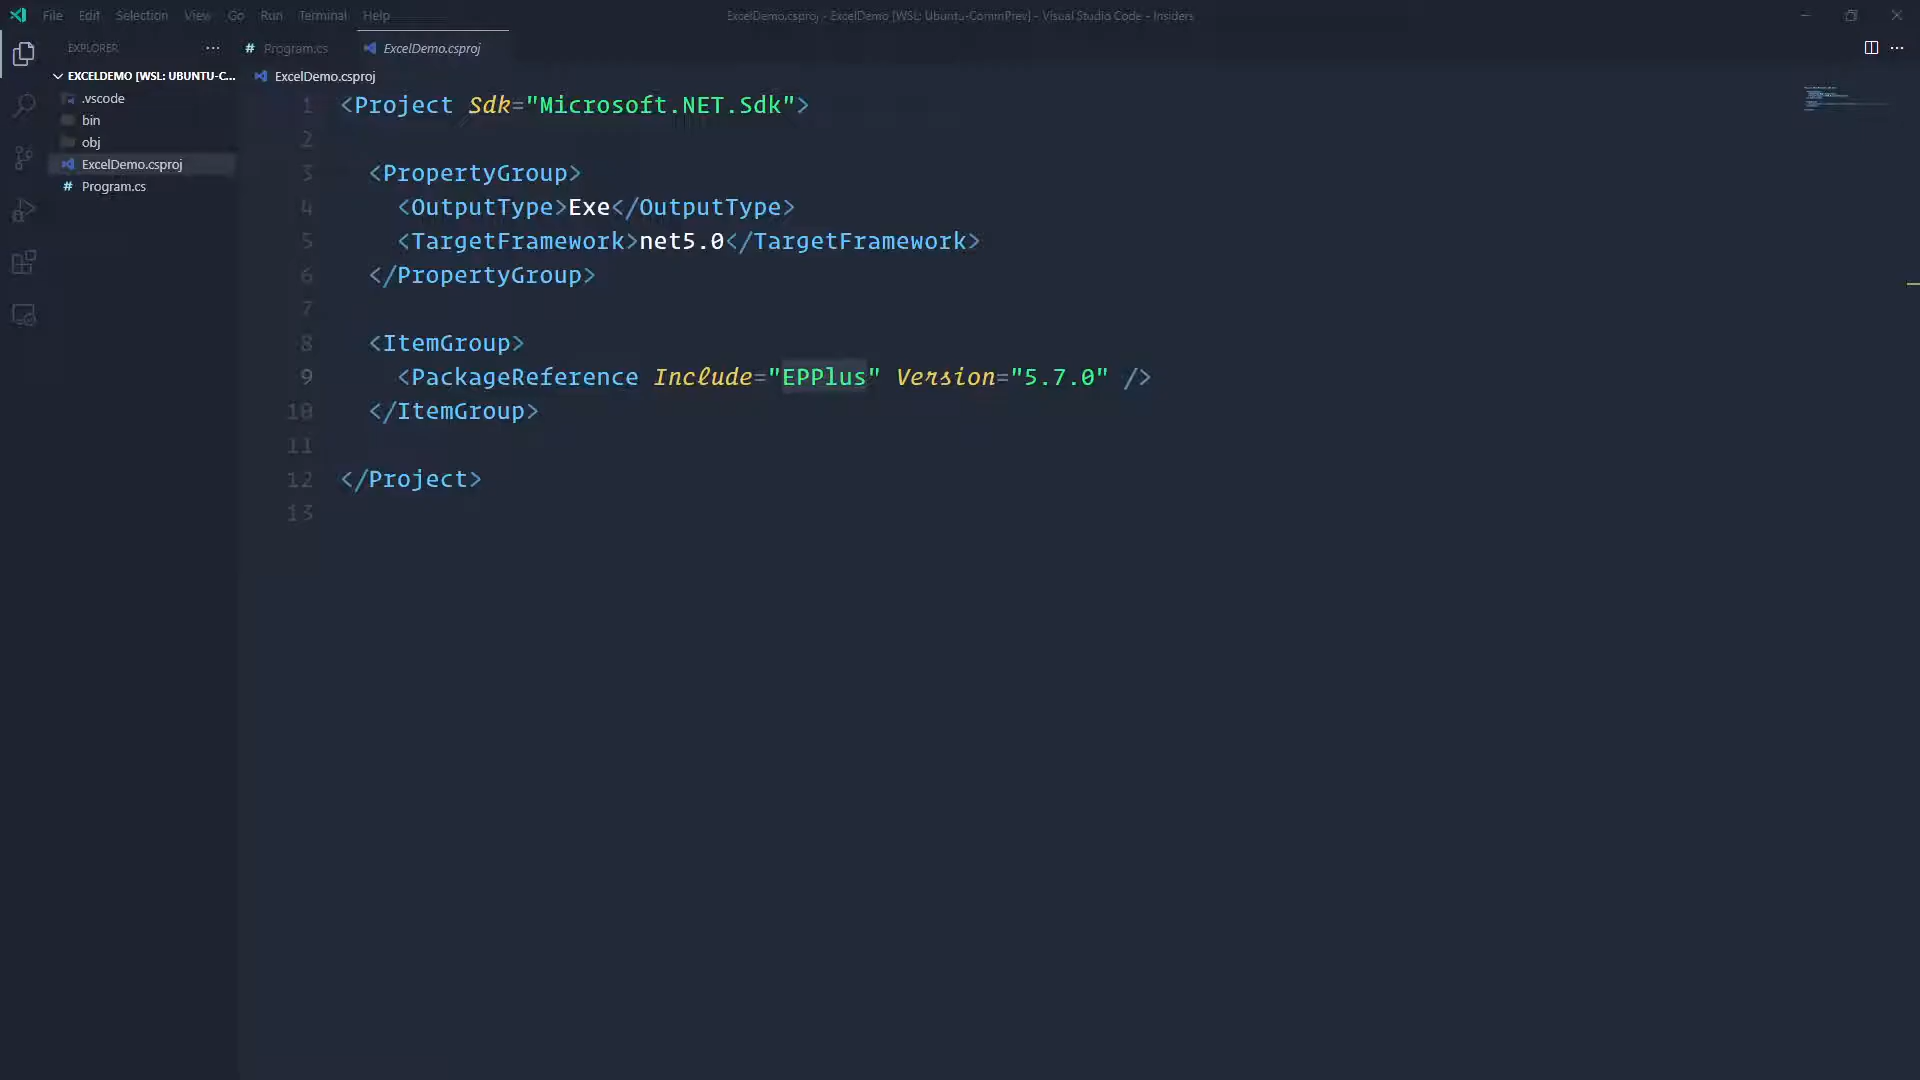 File Edit Selection View Go Run Terminal Help
ExcelDemo.csproj - ExcelDemo [WSL: Ubuntu-CommPrev] - Visual Studio Code - Insiders
EXPLORER
# Program.cs
ExcelDemo.csproj
EXCELDEMO [WSL: UBUNTU-C...
ExcelDemo.csproj
.vscode
bin
obj
ExcelDemo.csproj
# Program.cs
1 <Project Sdk="Microsoft.NET.Sdk">
2
3 <PropertyGroup>
4 <OutputType>Exe</OutputType>
5 <TargetFramework>net5.0</TargetFramework>
6 </PropertyGroup>
7
8 <ItemGroup>
9 <PackageReference Include="EPPlus" Version="5.7.0" />
10 </ItemGroup>
11
12 </Project>
13